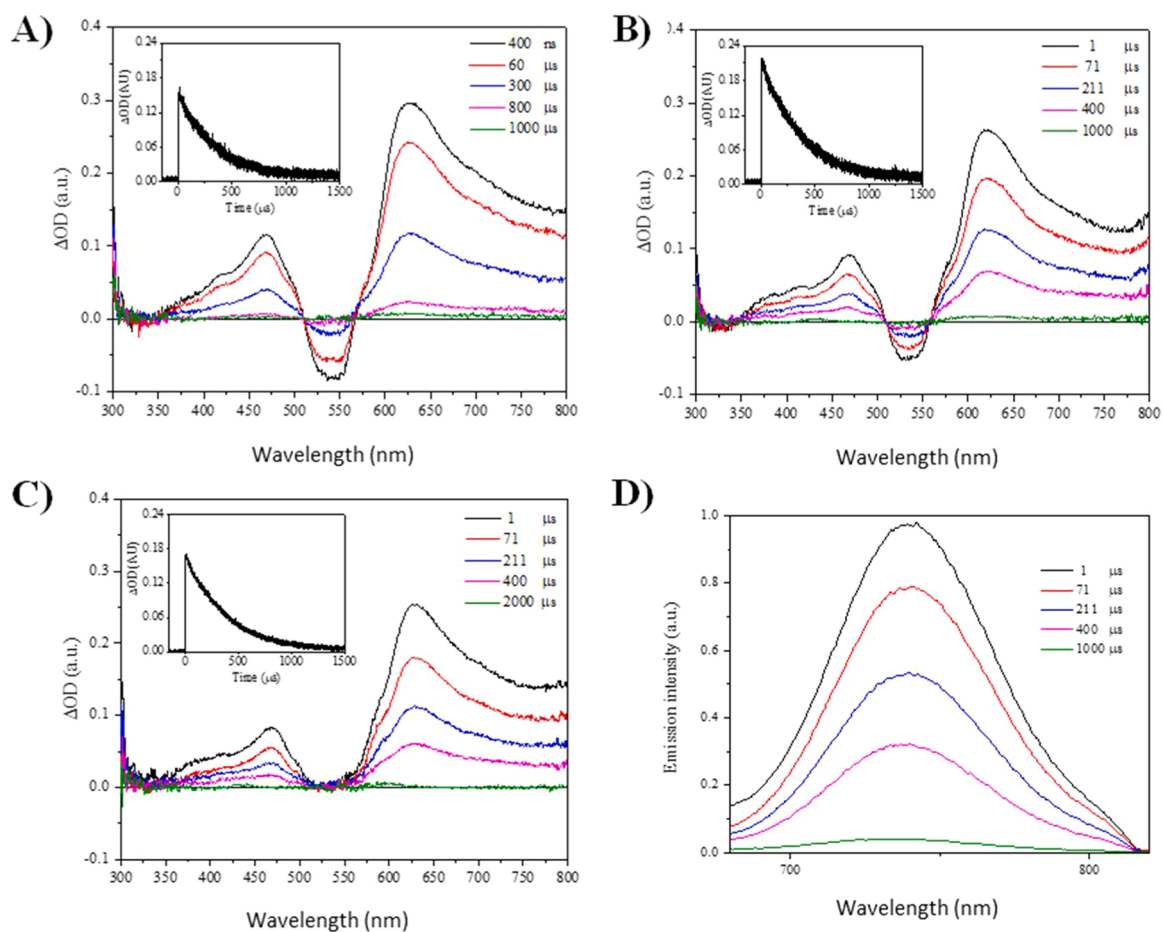 A)
0.4
0.3
0.2
0.1
0.0
-0.1
ΔOD (a.u.)
300 350 400 450 500 550 600 650 700 750 800
Wavelength (nm)
400 ns
60 μs
300 μs
800 μs
1000 μs
0.24
0.18
0.12
0.06
0.00
ΔOD(AU)
0 500 1000 1500
Time (μs)
B)
0.4
0.3
0.2
0.1
0.0
-0.1
ΔOD (a.u.)
300 350 400 450 500 550 600 650 700 750 800
Wavelength (nm)
1 μs
71 μs
211 μs
400 μs
1000 μs
0.24
0.18
0.12
0.06
0.00
ΔOD(AU)
0 500 1000 1500
Time (μs)
C)
0.4
0.3
0.2
0.1
0.0
-0.1
ΔOD (a.u.)
300 350 400 450 500 550 600 650 700 750 800
Wavelength (nm)
1 μs
71 μs
211 μs
400 μs
2000 μs
0.24
0.18
0.12
0.06
0.00
ΔOD(AU)
0 500 1000 1500
Time (μs)
D)
1.0
0.8
0.6
0.4
0.2
0.0
Emission intensity (a.u.)
700 800
Wavelength (nm)
1 μs
71 μs
211 μs
400 μs
1000 μs